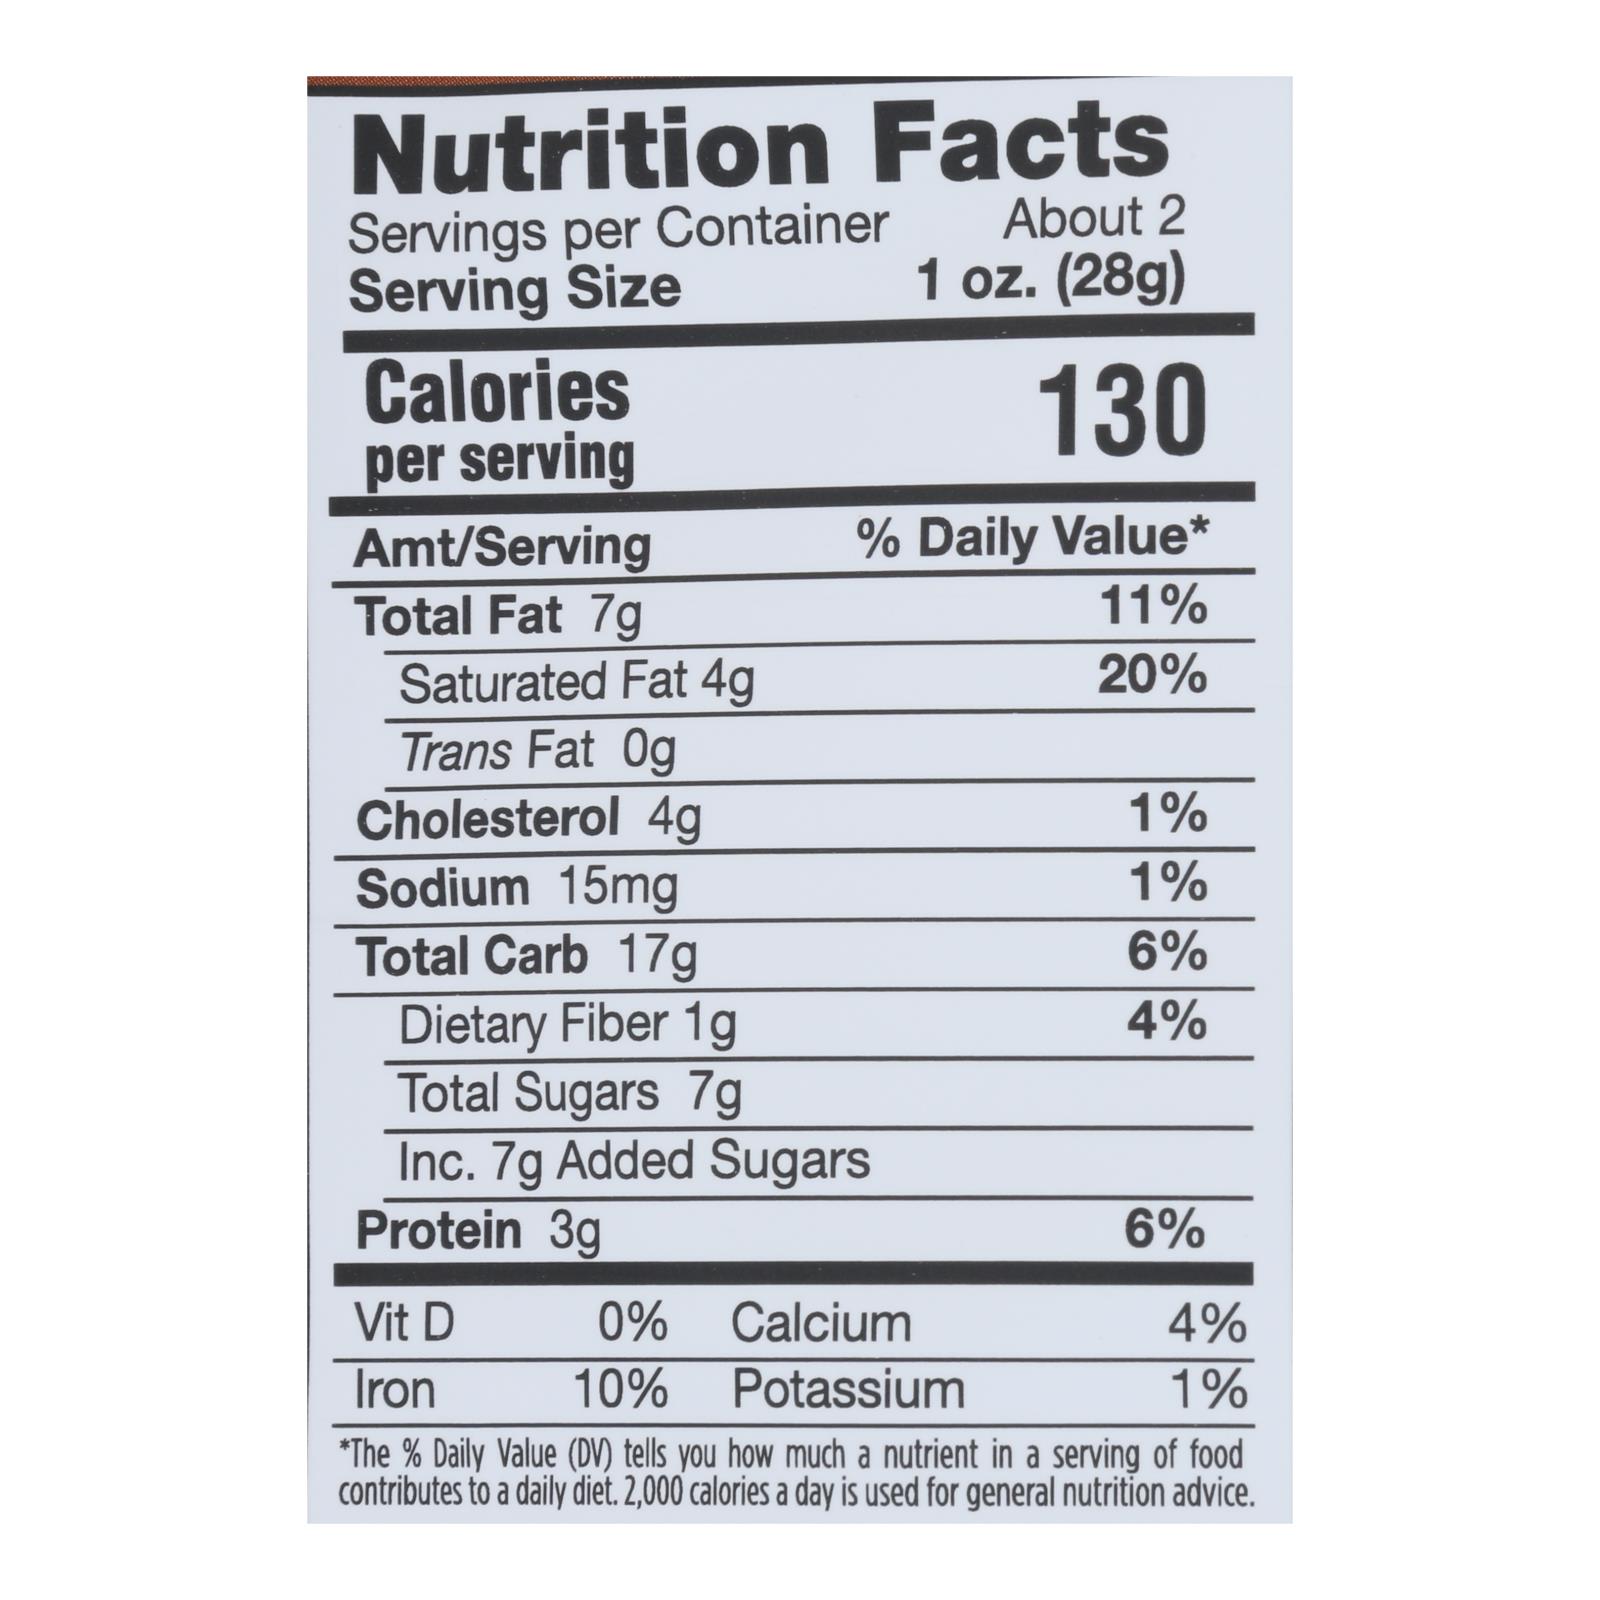 Nutrition Facts
Servings per Container About 2
Serving Size 1 oz. (28g)
Calories 130
per serving
Amt/Serving % Daily Value*
Total Fat 7g 11%
Saturated Fat 4g 20%
Trans Fat 0g
Cholesterol 4g 1%
Sodium 15mg 1%
Total Carb 17g 6%
Dietary Fiber 1g 4%
Total Sugars 7g
Inc. 7g Added Sugars
Protein 3g 6%
Vit D 0% Calcium 4%
Iron 10% Potassium 1%
*The % Daily Value (DV) tells you how much a nutrient in a serving of food
contributes to a daily diet. 2,000 calories a day is used for general nutrition advice.